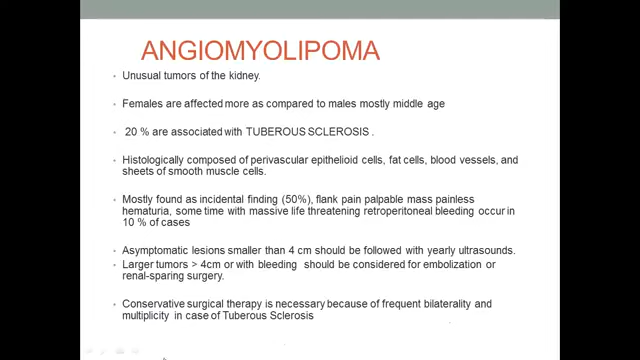 ANGIOMYOLIPOMA
• Unusual tumors of the kidney.
• Females are affected more as compared to males mostly middle age
• 20 % are associated with TUBEROUS SCLEROSIS .
• Histologically composed of perivascular epithelioid cells, fat cells, blood vessels, and
sheets of smooth muscle cells.
• Mostly found as incidental finding (50%), flank pain palpable mass painless
hematuria, some time with massive life threatening retroperitoneal bleeding occur in
10 % of cases
• Asymptomatic lesions smaller than 4 cm should be followed with yearly ultrasounds.
• Larger tumors > 4cm or with bleeding should be considered for embolization or
renal-sparing surgery.
• Conservative surgical therapy is necessary because of frequent bilaterality and
multiplicity in case of Tuberous Sclerosis